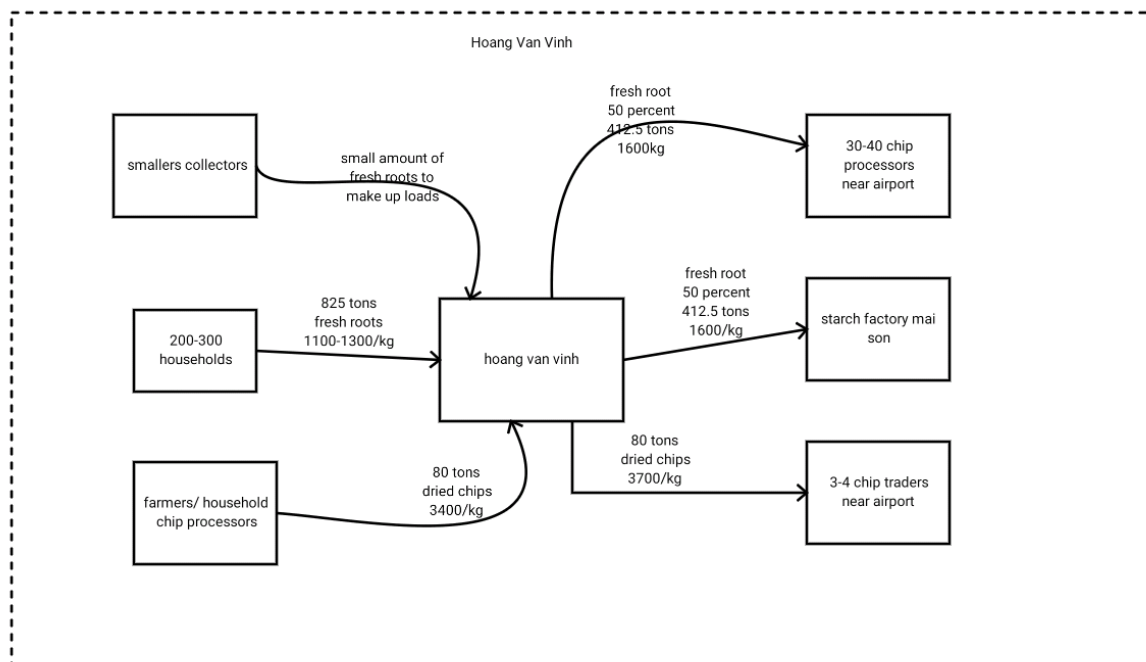 Hoang Van Vinh
smallers collectors
small amount of
fresh roots to
make up loads
fresh root
50 percent
412.5 tons
1600kg
30-40 chip
processors
near airport
200-300
households
825 tons
fresh roots
1100-1300/kg
hoang van vinh
fresh root
50 percent
412.5 tons
1600/kg
starch factory mai
son
farmers/ household
chip processors
80 tons
dried chips
3400/kg
80 tons
dried chips
3700/kg
3-4 chip traders
near airport